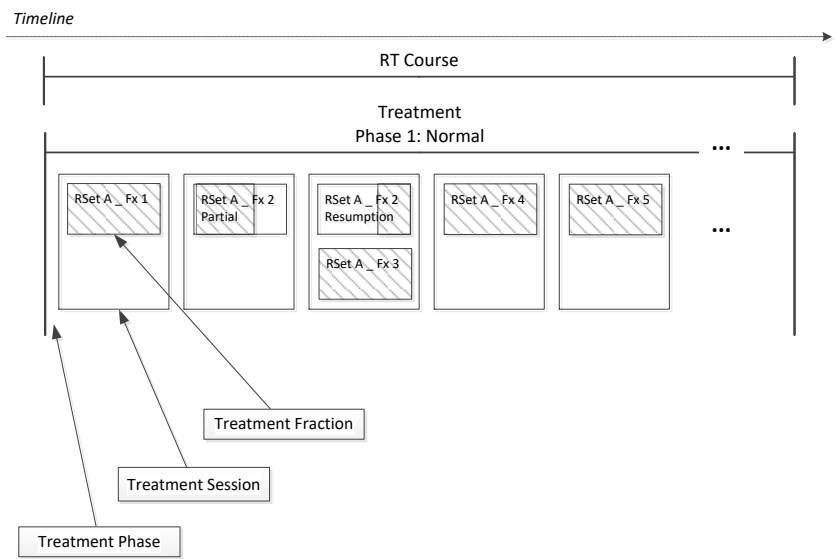 Timeline
RT Course
Treatment
Phase 1: Normal
...
RSet A _ Fx 1
RSet A _ Fx 2
Partial
RSet A _ Fx 2
Resumption
RSet A _ Fx 3
RSet A _ Fx 4
RSet A _ Fx 5
...
Treatment Fraction
Treatment Session
Treatment Phase